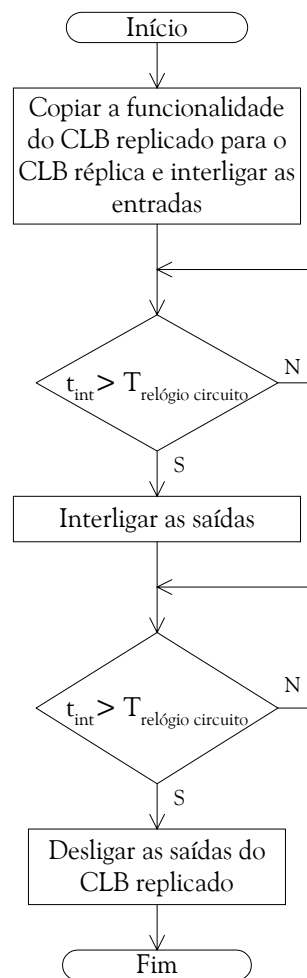 Início
Copiar a funcionalidade
do CLB replicado para o
CLB réplica e interligar as
entradas
t_int > T_relógio circuito
N
S
Interligar as saídas
t_int > T_relógio circuito
N
S
Desligar as saídas do
CLB replicado
Fim